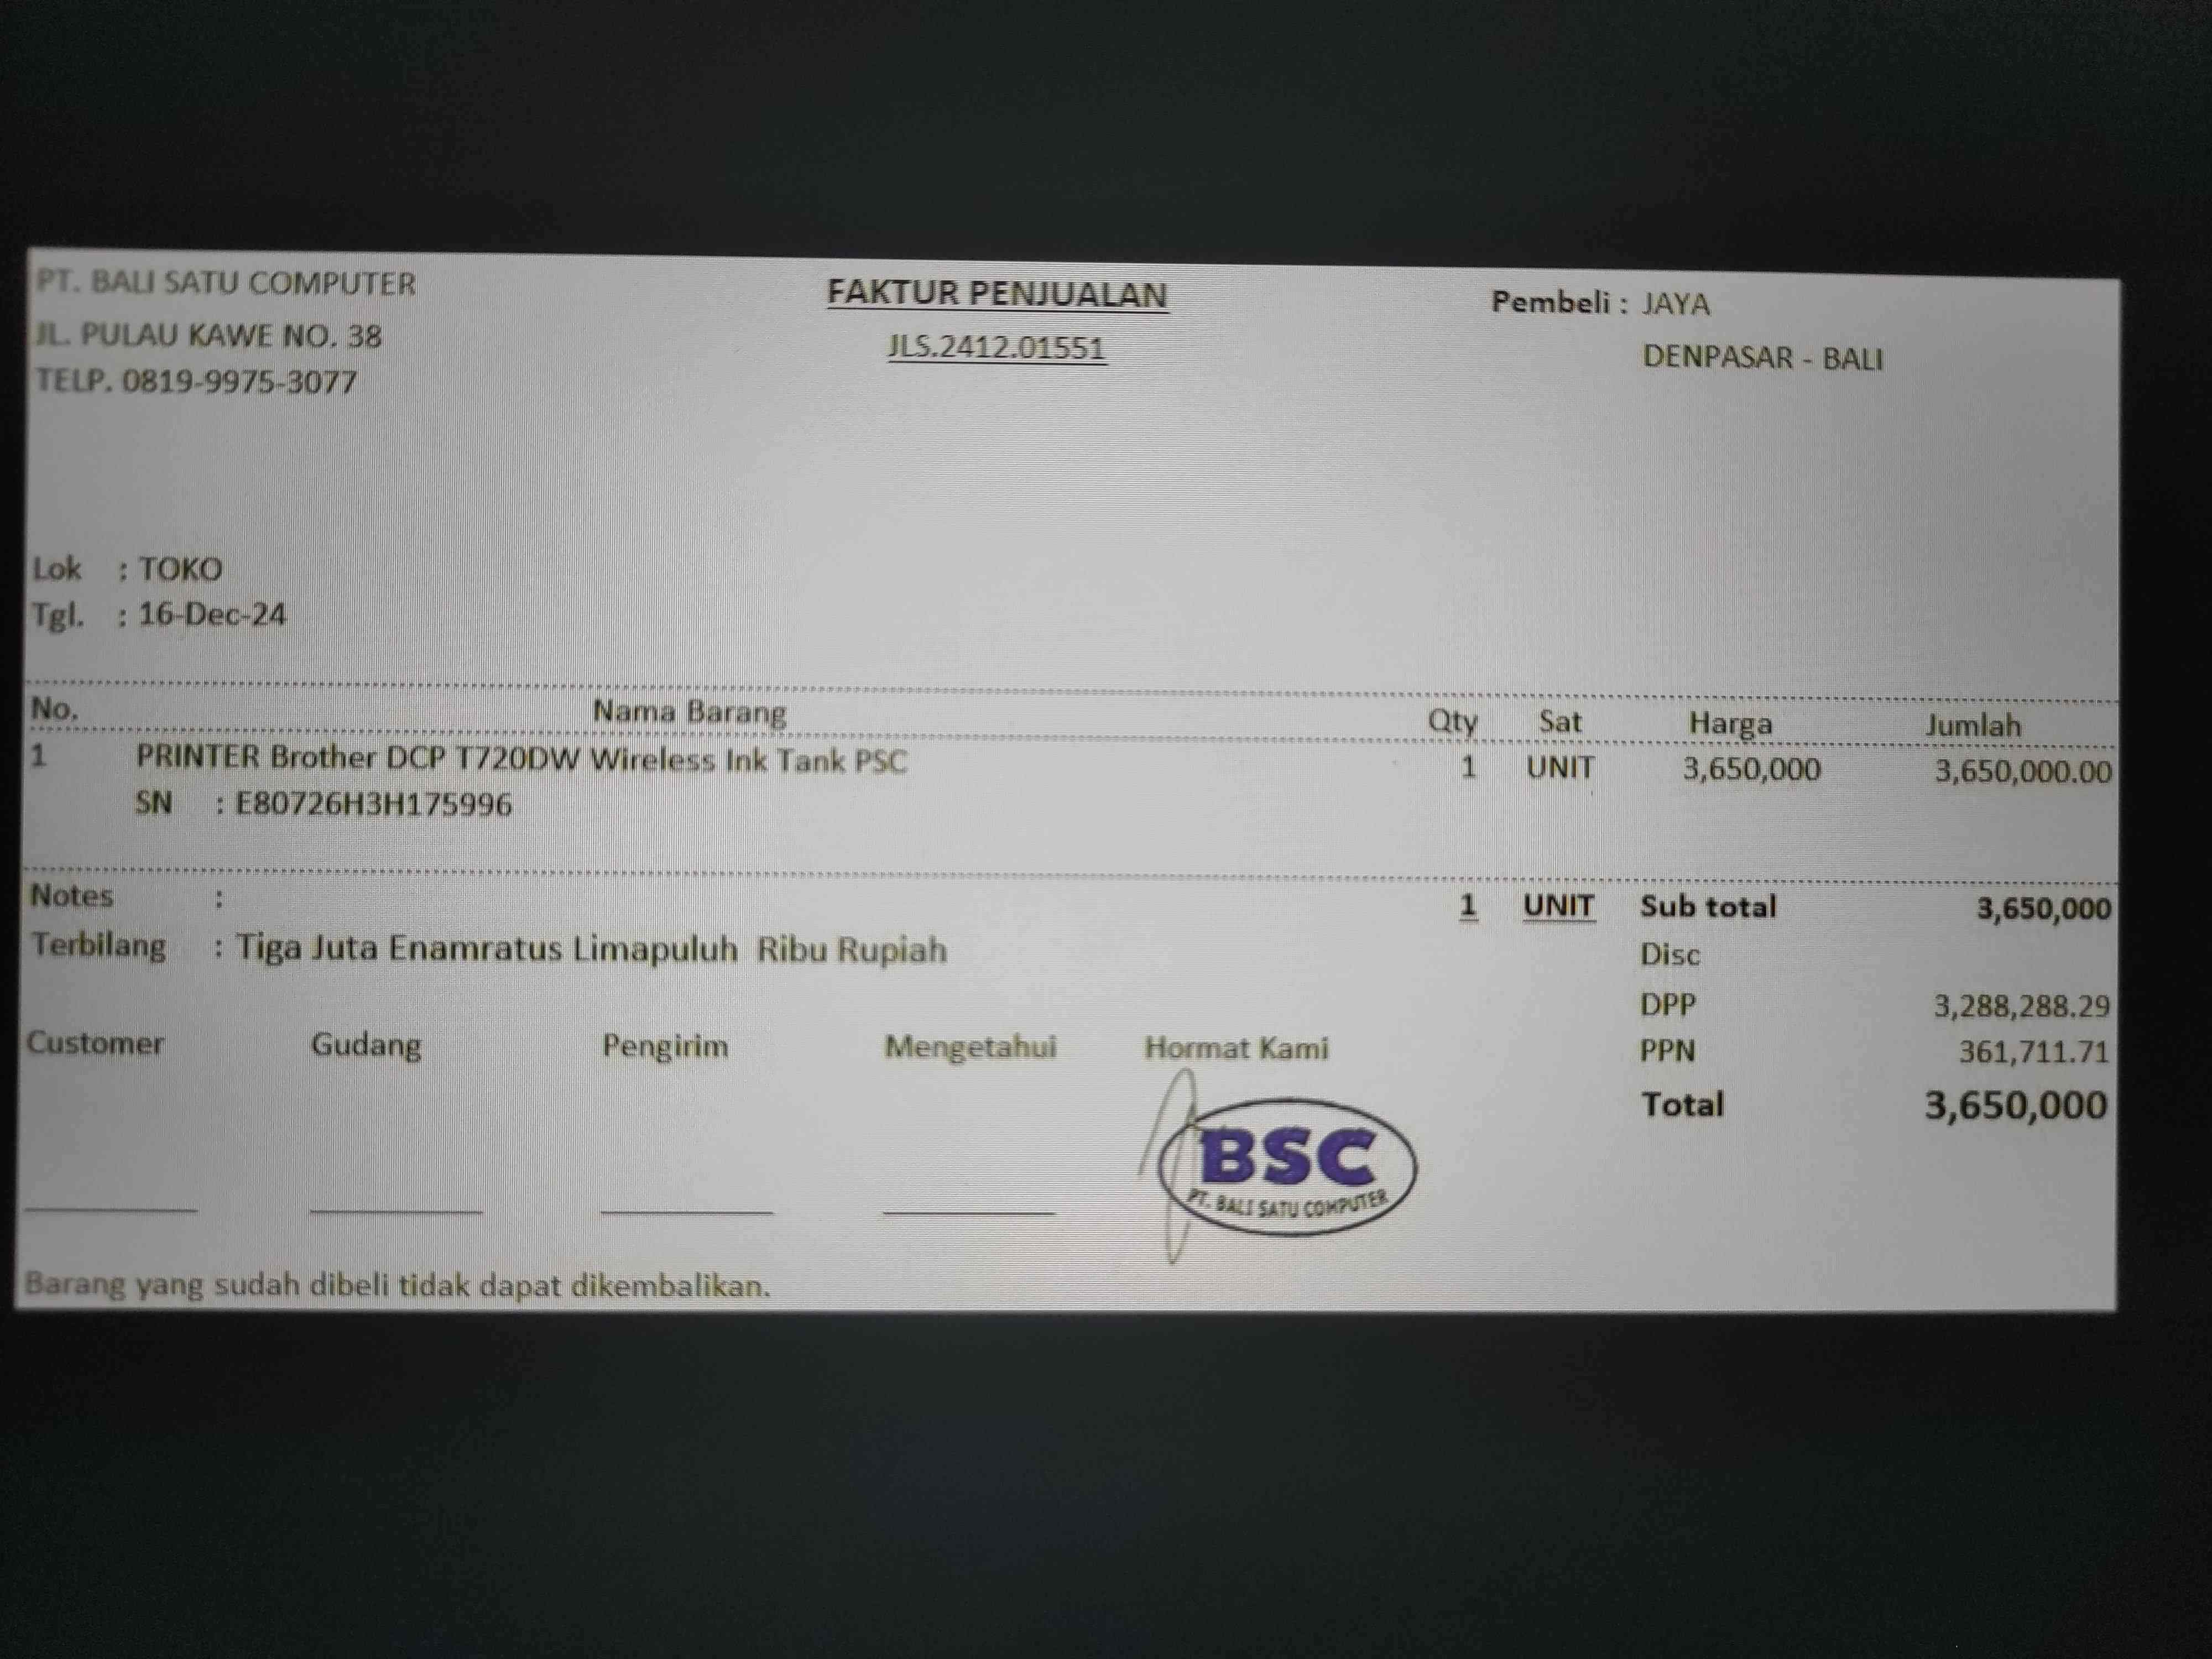 PT. BALI SATU COMPUTER
JL. PULAU KAWE NO. 38
TELP. 0819-9975-3077
FAKTUR PENJUALAN
JLS.2412.01551
Pembeli : JAYA
DENPASAR - BALI
Lok : TOKO
Tgl. : 16-Dec-24
No. Nama Barang Qty Sat Harga Jumlah
1 PRINTER Brother DCP T720DW Wireless Ink Tank PSC 1 UNIT 3,650,000 3,650,000.00
SN : E80726H3H175996
Notes : 1 UNIT Sub total 3,650,000
Terbilang : Tiga Juta Enamratus Limapuluh Ribu Rupiah Disc
DPP 3,288,288.29
Customer Gudang Pengirim Mengetahui Hormat Kami PPN 361,711.71
Total 3,650,000
BSC
PT. BALI SATU COMPUTER
Barang yang sudah dibeli tidak dapat dikembalikan.